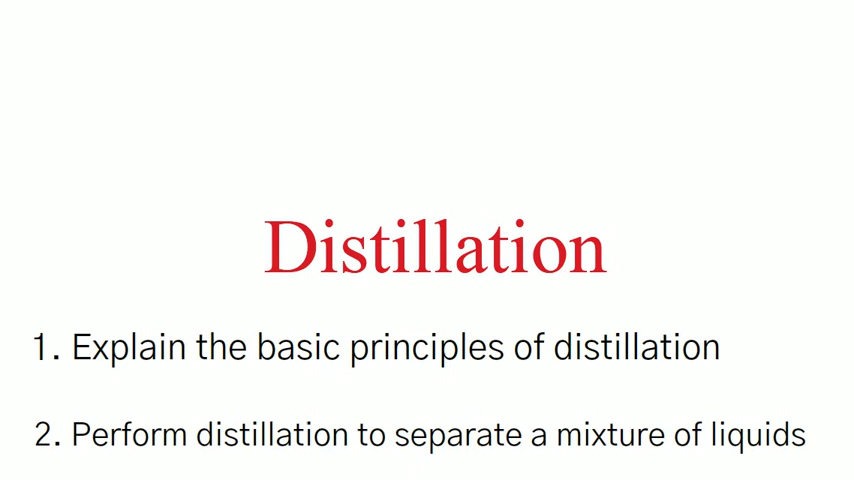 Distillation
1. Explain the basic principles of distillation
2. Perform distillation to separate a mixture of liquids